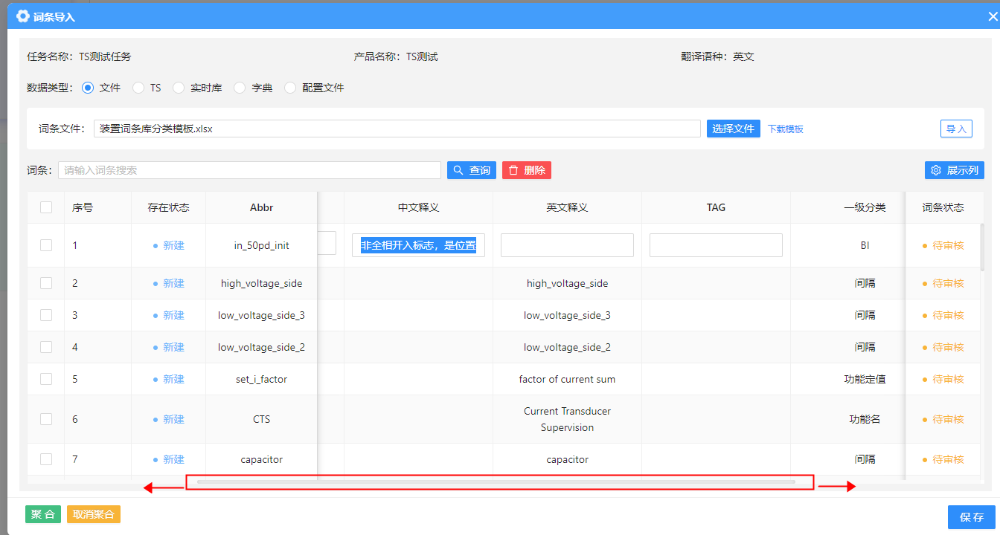 词条导入
任务名称：TS测试任务 产品名称：TS测试 翻译语种：英文
数据类型： 文件 TS 实时库 字典 配置文件
词条文件： 装置词条库分类模板.xlsx 选择文件 下载模板 导入
词条： 请输入词条搜索 查询 删除 展示列
序号 存在状态 Abbr 中文释义 英文释义 TAG 一级分类 词条状态
1 新建 in_50pd_init 非全相开入标志，是位置 BI 待审核
2 新建 high_voltage_side high_voltage_side 间隔 待审核
3 新建 low_voltage_side_3 low_voltage_side_3 间隔 待审核
4 新建 low_voltage_side_2 low_voltage_side_2 间隔 待审核
5 新建 set_i_factor factor of current sum 功能定值 待审核
6 新建 CTS Current Transducer Supervision 功能名 待审核
7 新建 capacitor capacitor 间隔 待审核
聚合 取消聚合 保存